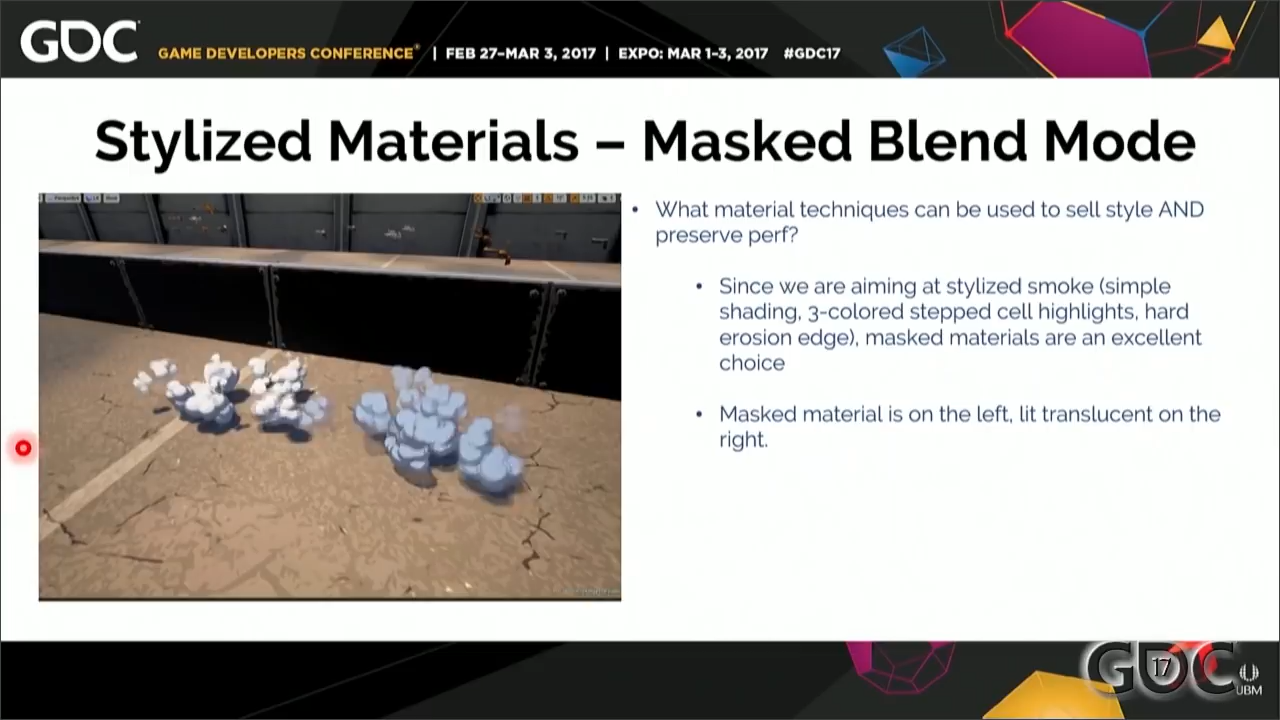 GDC
GAME DEVELOPERS CONFERENCE® | FEB 27–MAR 3, 2017 | EXPO: MAR 1–3, 2017 #GDC17
Stylized Materials – Masked Blend Mode
Perspective Lit Show
• What material techniques can be used to sell style AND
preserve perf?
• Since we are aiming at stylized smoke (simple
shading, 3-colored stepped cell highlights, hard
erosion edge), masked materials are an excellent
choice
• Masked material is on the left, lit translucent on the
right.
GDC
17
UBM